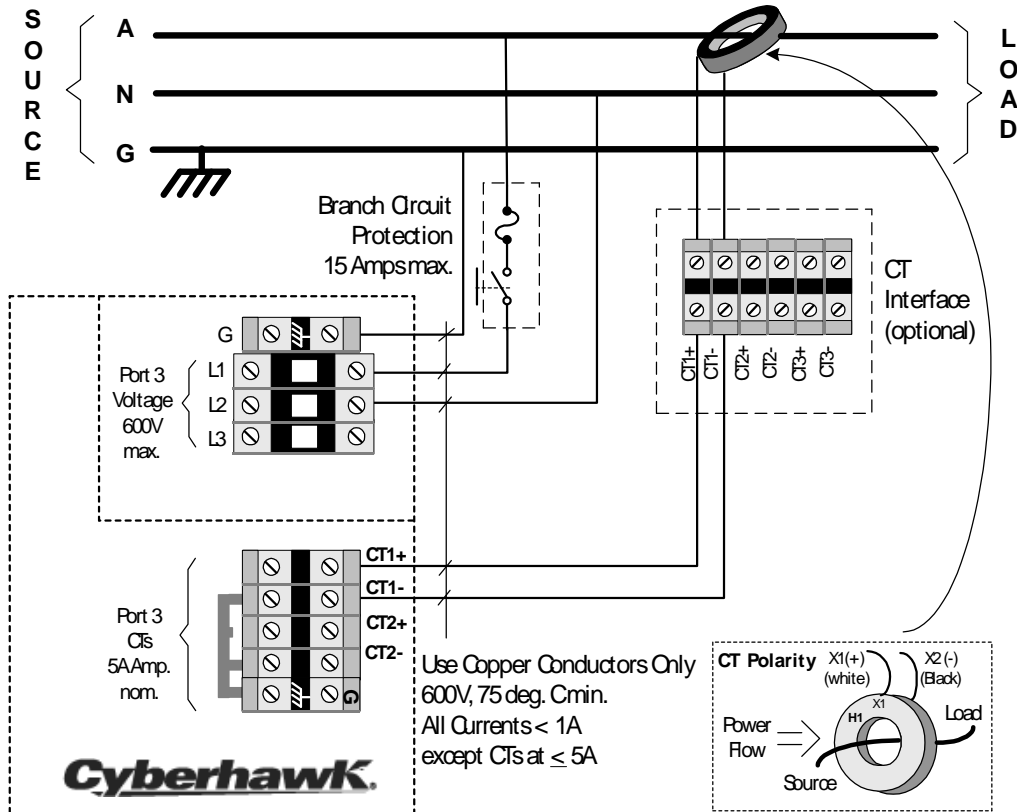 SOURCE
A
N
G
LOAD
Branch Circuit
Protection
15 Amps max.
CT
Interface
(optional)
CT1+
CT1-
CT2+
CT2-
CT3+
CT3-
G
L1
L2
L3
Port 3
Voltage
600V
max.
CT1+
CT1-
CT2+
CT2-
G
Port 3
CTs
5A Amp.
nom.
Use Copper Conductors Only
600V, 75 deg. C min.
All Currents < 1A
except CTs at ≤ 5A
Cyberhawk.
CT Polarity
X1 (+)
(white)
X2 (-)
(Black)
X1
H1
Power
Flow
Load
Source